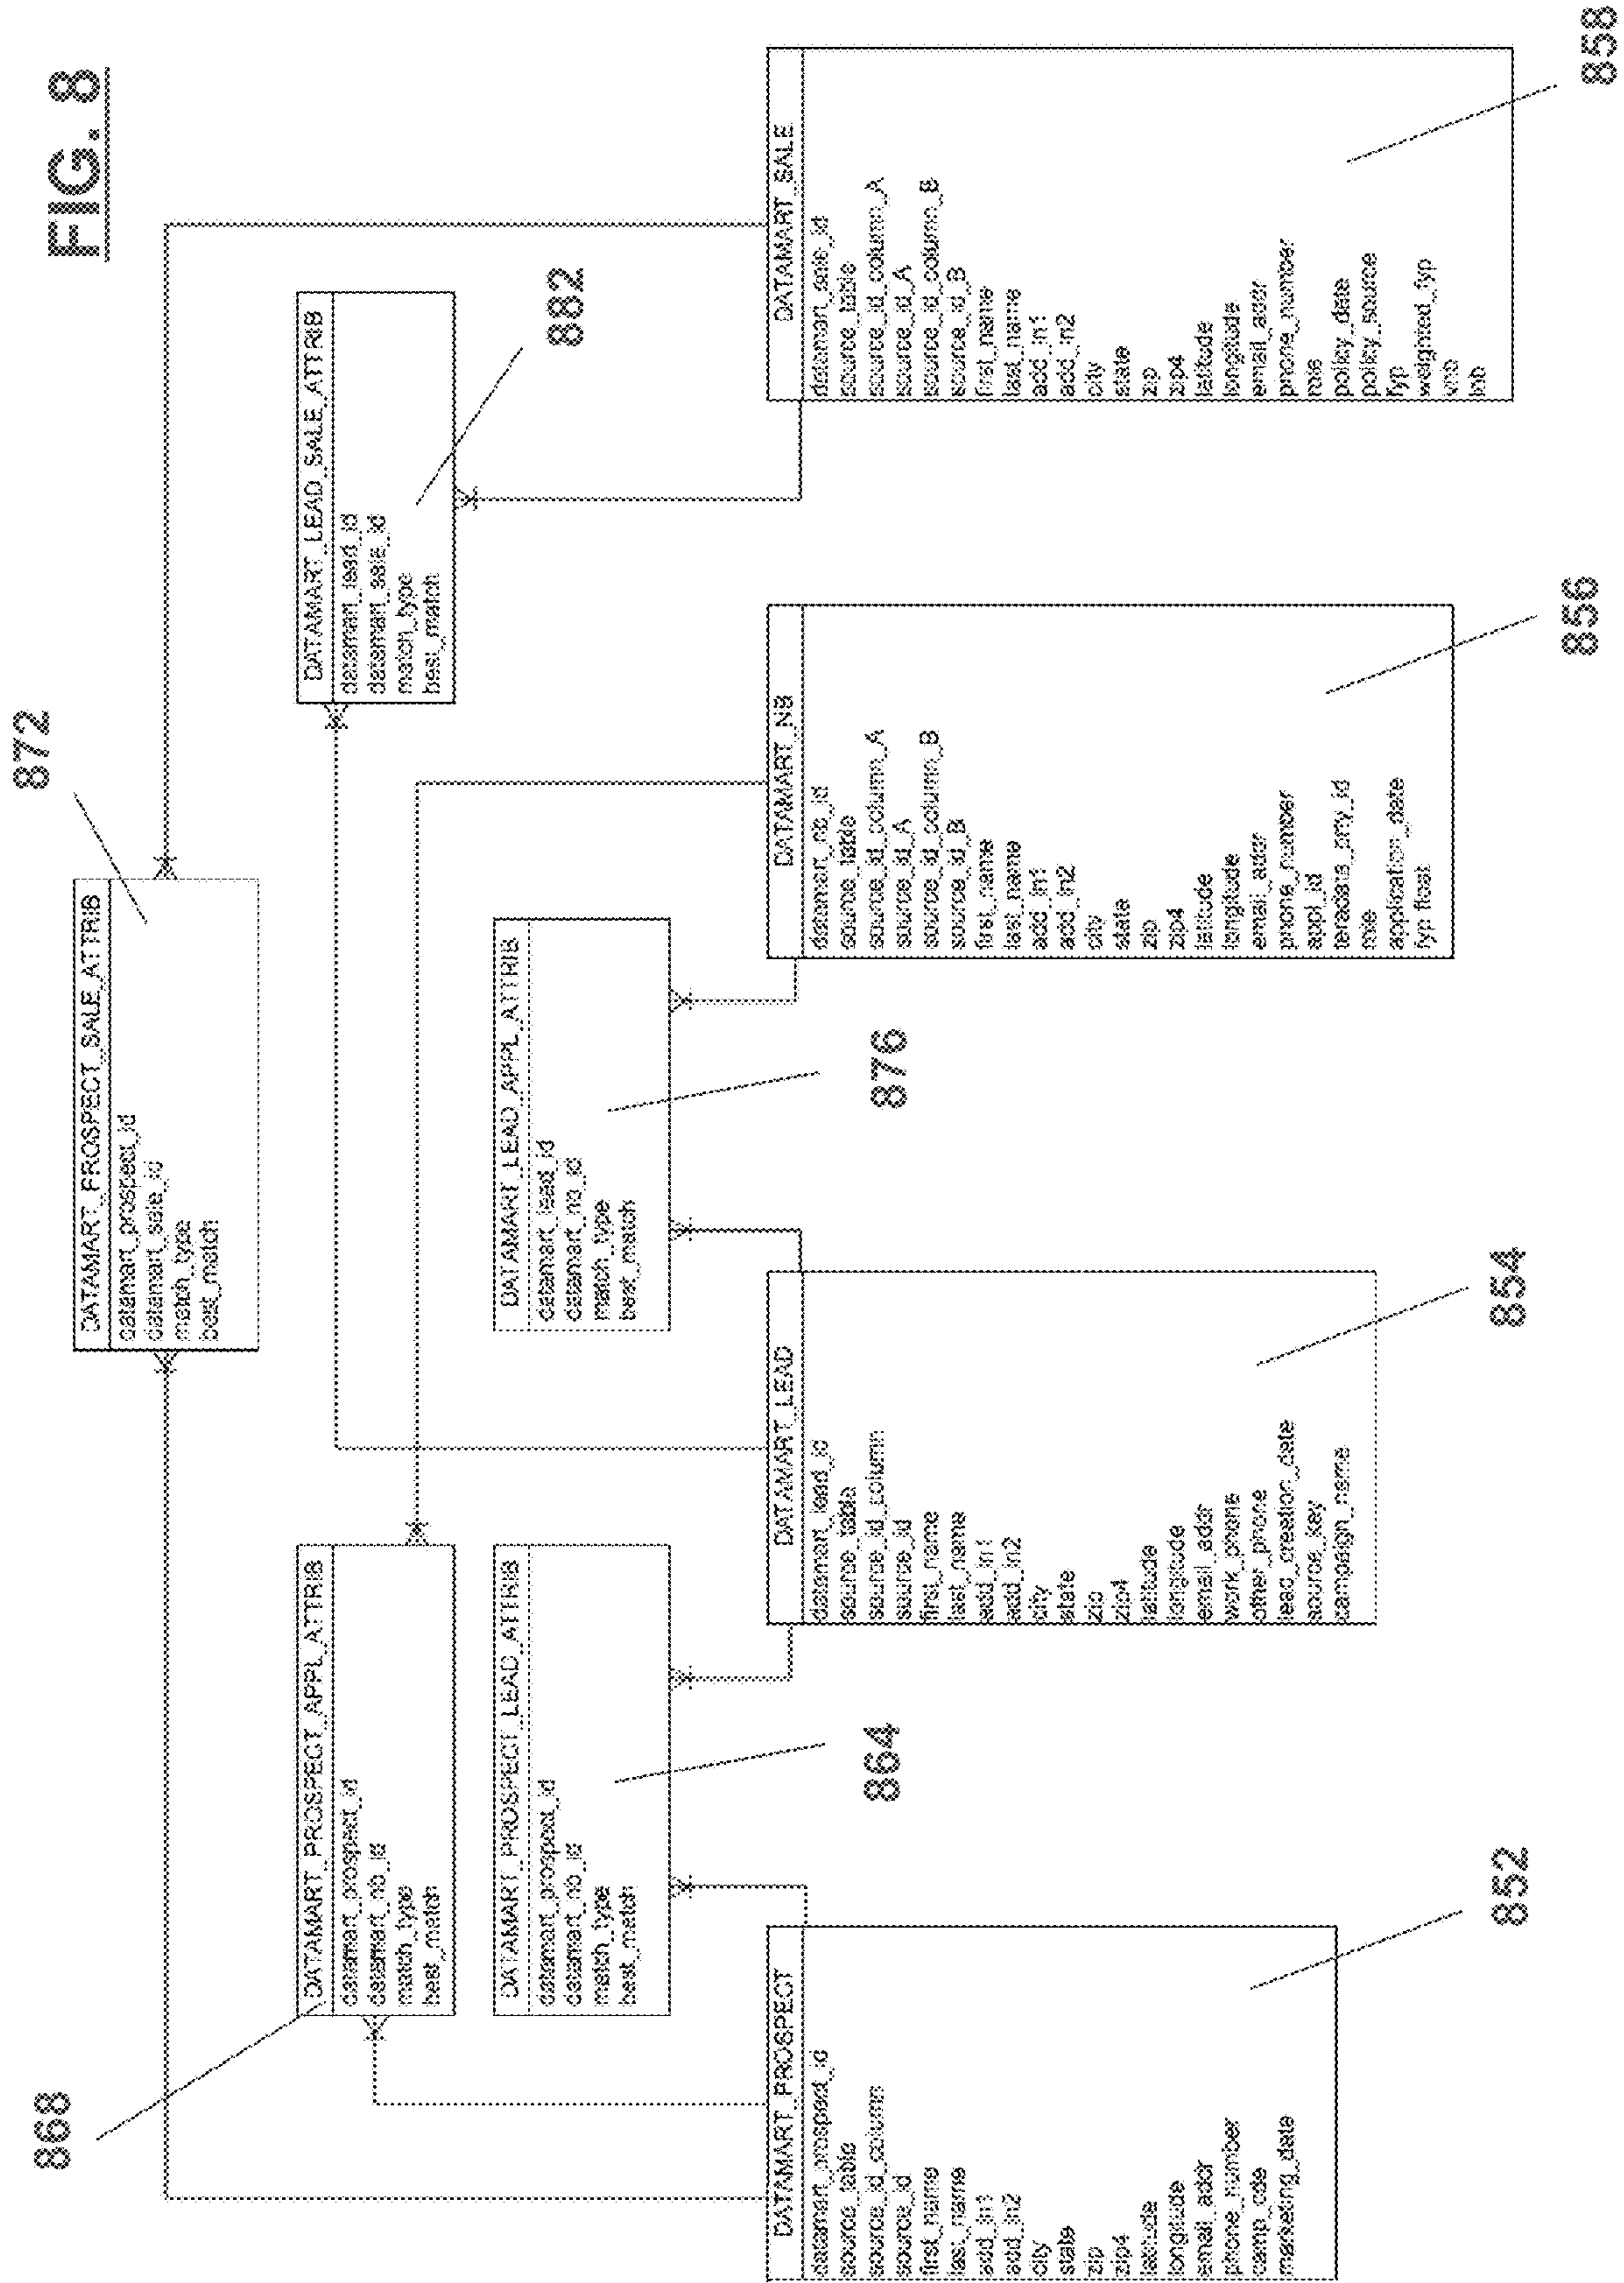 FIG. 8
872
DATAMART_PROSPECT_SALE_ATTRIB
datamart_prospect_id
datamart_sale_id
match_type
best_match
868
DATAMART_PROSPECT_APPL_ATTRIB
datamart_prospect_id
datamart_nb_id
match_type
best_match
DATAMART_LEAD_SALE_ATTRIB
datamart_lead_id
datamart_sale_id
match_type
best_match
882
DATAMART_PROSPECT_LEAD_ATTRIB
datamart_prospect_id
datamart_nb_id
match_type
best_match
864
DATAMART_LEAD_APPL_ATTRIB
datamart_lead_id
datamart_nb_id
match_type
best_match
876
DATAMART_PROSPECT
datamart_prospect_id
source_table
source_id_column
source_id
first_name
last_name
add_ln1
add_ln2
city
state
zip
zip4
latitude
longitude
email_addr
phone_number
camp_cde
marketing_date
852
DATAMART_LEAD
datamart_lead_id
source_table
source_id_column
source_id
first_name
last_name
add_ln1
add_ln2
city
state
zip
zip4
latitude
longitude
email_addr
work_phone
other_phone
lead_creation_date
source_key
campaign_name
854
DATAMART_NB
datamart_nb_id
source_table
source_id_column_A
source_id_A
source_id_column_B
source_id_B
first_name
last_name
add_ln1
add_ln2
city
state
zip
zip4
latitude
longitude
email_addr
phone_number
appl_id
teradata_prty_id
application_date
fyp float
856
DATAMART_SALE
datamart_sale_id
source_table
source_id_column_A
source_id_A
source_id_column_B
source_id_B
first_name
last_name
add_ln1
add_ln2
city
state
zip
zip4
latitude
longitude
email_addr
phone_number
policy_date
policy_source
fyp
weighted_fyp
858